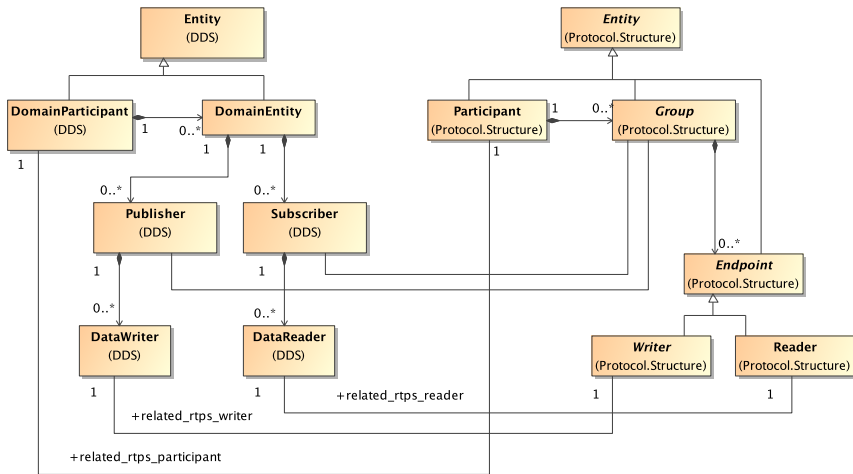 Entity
(DDS)
Entity
(Protocol.Structure)
DomainParticipant
(DDS)
1
0..*
DomainEntity
Participant
(Protocol.Structure)
1
0..*
Group
(Protocol.Structure)
1
1
1
1
0..*
0..*
Publisher
(DDS)
Subscriber
(DDS)
0..*
Endpoint
(Protocol.Structure)
1
1
0..*
0..*
DataWriter
(DDS)
DataReader
(DDS)
Writer
(Protocol.Structure)
Reader
(Protocol.Structure)
1
1
1
1
+related_rtps_reader
+related_rtps_writer
+related_rtps_participant